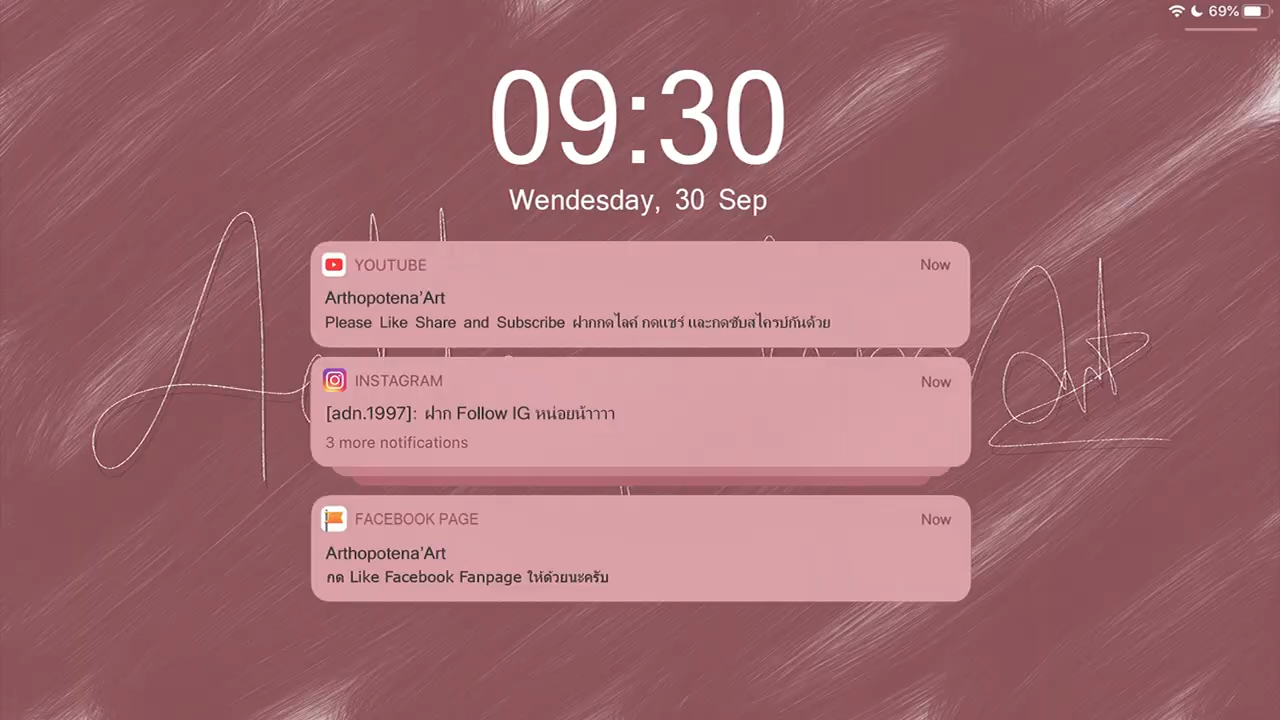 69%
09:30
Wendesday, 30 Sep
YOUTUBE Now
Arthopotena'Art
Please Like Share and Subscribe ฝากกดไลค์ กดแชร์ และกดซับสไครบ์กันด้วย
INSTAGRAM Now
[adn.1997]: ฝาก Follow IG หน่อยน้าาาา
3 more notifications
FACEBOOK PAGE Now
Arthopotena'Art
กด Like Facebook Fanpage ให้ด้วยนะครับ